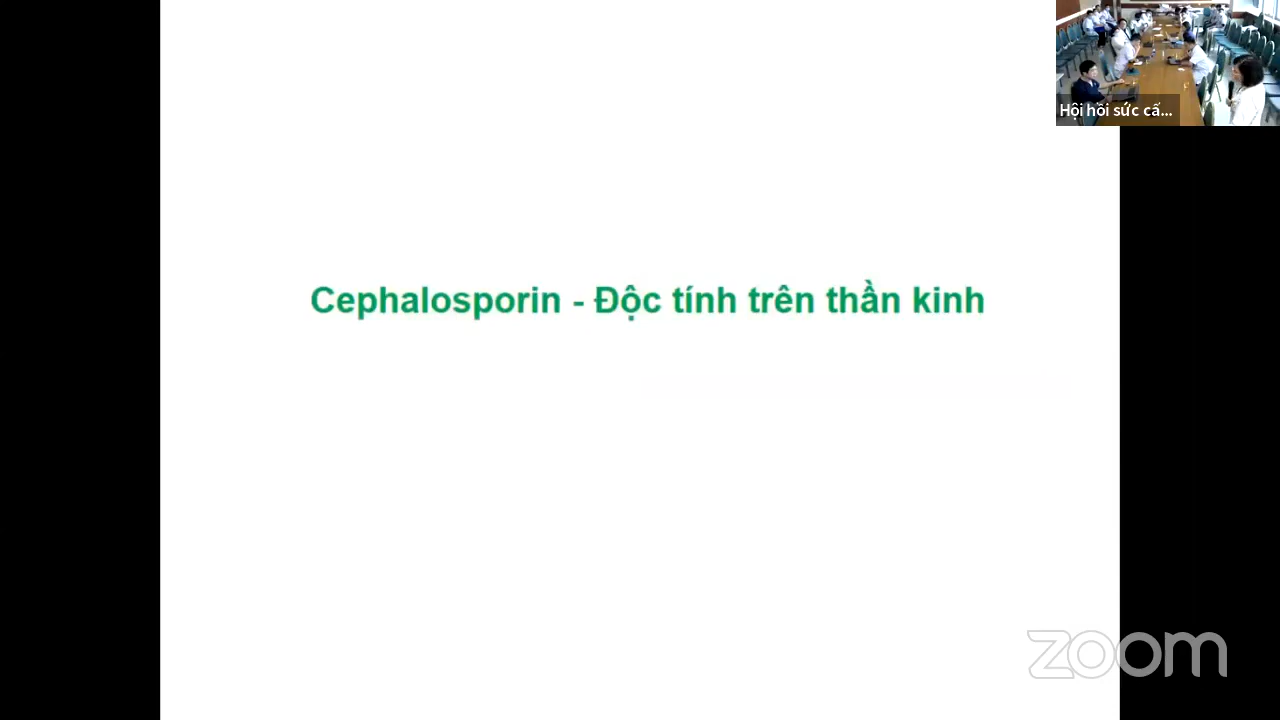 Hội hồi sức cấ...
Cephalosporin - Độc tính trên thần kinh
zoom